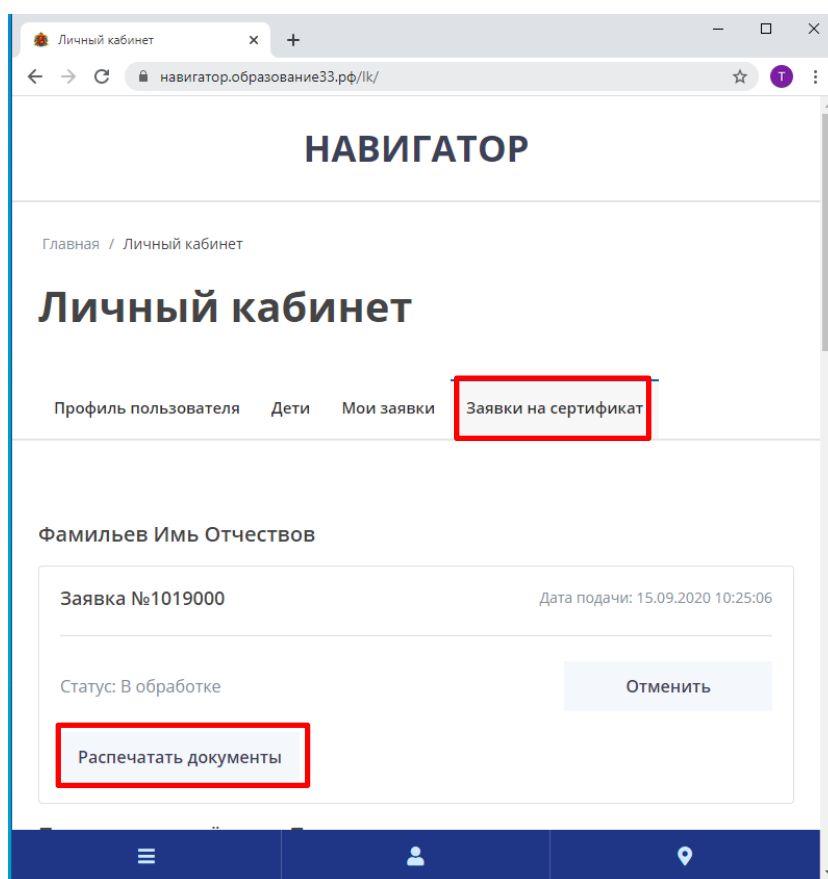 Личный кабинет
навигатор.образование33.рф/lk/
T
НАВИГАТОР
Главная / Личный кабинет
Личный кабинет
Профиль пользователя Дети Мои заявки Заявки на сертификат
Фамильев Имь Отчествов
Заявка №1019000 Дата подачи: 15.09.2020 10:25:06
Статус: В обработке Отменить
Распечатать документы